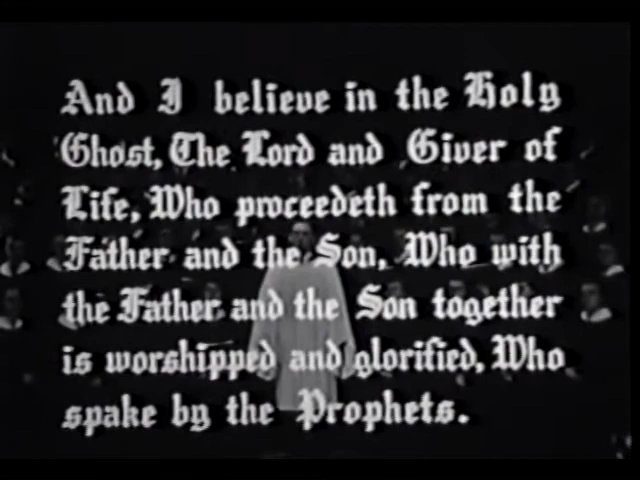 And I believe in the Holy
Ghost, The Lord and Giver of
Life, Who proceedeth from the
Father and the Son, Who with
the Father and the Son together
is worshipped and glorified, Who
spake by the Prophets.